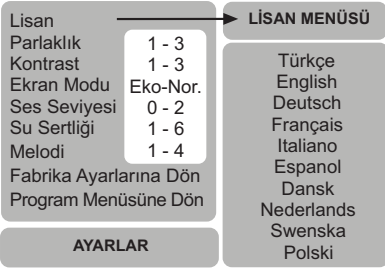 Lisan
Parlaklık 1 - 3
Kontrast 1 - 3
Ekran Modu Eko-Nor.
Ses Seviyesi 0 - 2
Su Sertliği 1 - 6
Melodi 1 - 4
Fabrika Ayarlarına Dön
Program Menüsüne Dön
AYARLAR
LİSAN MENÜSÜ
Türkçe
English
Deutsch
Français
Italiano
Espanol
Dansk
Nederlands
Swenska
Polski